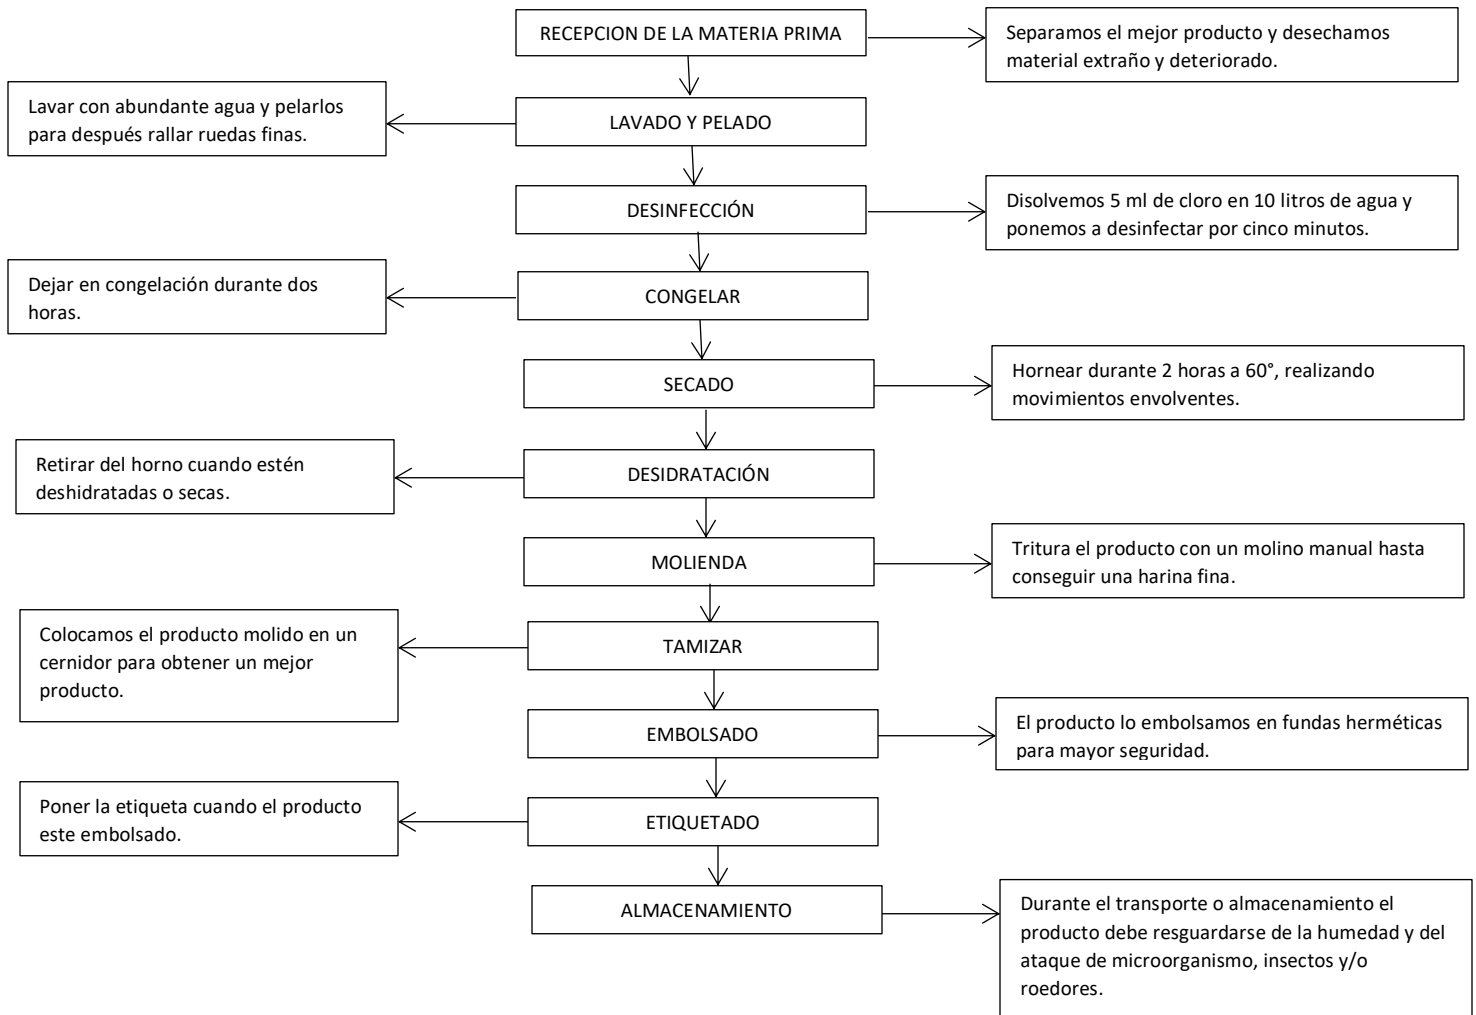 RECEPCION DE LA MATERIA PRIMA
Separamos el mejor producto y desechamos
material extraño y deteriorado.
LAVADO Y PELADO
Lavar con abundante agua y pelarlos
para después rallar ruedas finas.
DESINFECCIÓN
Disolvemos 5 ml de cloro en 10 litros de agua y
ponemos a desinfectar por cinco minutos.
CONGELAR
Dejar en congelación durante dos
horas.
SECADO
Hornear durante 2 horas a 60°, realizando
movimientos envolventes.
DESIDRATACIÓN
Retirar del horno cuando estén
deshidratadas o secas.
MOLIENDA
Tritura el producto con un molino manual hasta
conseguir una harina fina.
TAMIZAR
Colocamos el producto molido en un
cernidor para obtener un mejor
producto.
EMBOLSADO
El producto lo embolsamos en fundas herméticas
para mayor seguridad.
ETIQUETADO
Poner la etiqueta cuando el producto
este embolsado.
ALMACENAMIENTO
Durante el transporte o almacenamiento el
producto debe resguardarse de la humedad y del
ataque de microorganismo, insectos y/o
roedores.